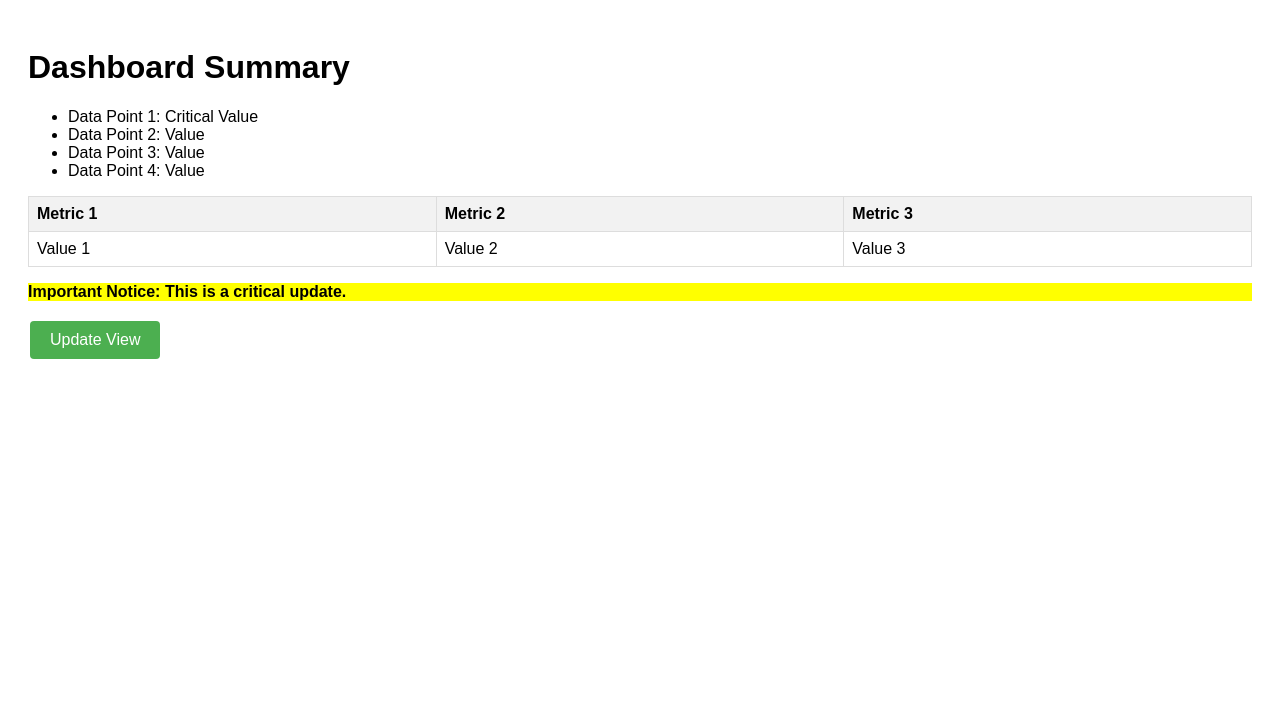 Dashboard Summary
Data Point 1: Critical Value
Data Point 2: Value
Data Point 3: Value
Data Point 4: Value
Metric 1 Metric 2 Metric 3
Value 1 Value 2 Value 3
Important Notice: This is a critical update.
Update View